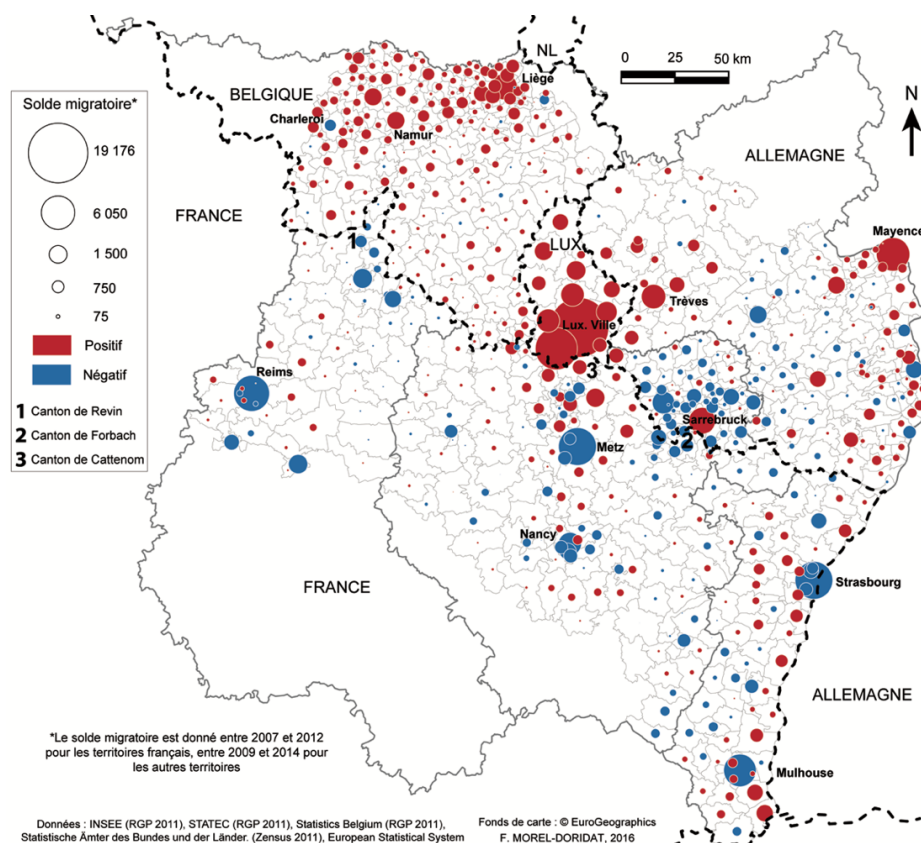 NL
0 25 50 km
Liège
BELGIQUE
N
Solde migratoire*
Charleroi
19 176
Namur
ALLEMAGNE
6 050
FRANCE
Mayence
1 500
1
LUX
750
Trèves
75
Lux. Ville
Positif
Négatif
Reims
3
1 Canton de Revin
Sarrebruck
2 Canton de Forbach
2
3 Canton de Cattenom
Metz
Nancy
Strasbourg
FRANCE
ALLEMAGNE
*Le solde migratoire est donné entre 2007 et 2012
pour les territoires français, entre 2009 et 2014 pour
les autres territoires
Mulhouse
Données : INSEE (RGP 2011), STATEC (RGP 2011), Statistics Belgium (RGP 2011),
Statistische Ämter des Bundes und der Länder. (Zensus 2011), European Statistical System
Fonds de carte : © EuroGeographics
F. MOREL-DORIDAT, 2016